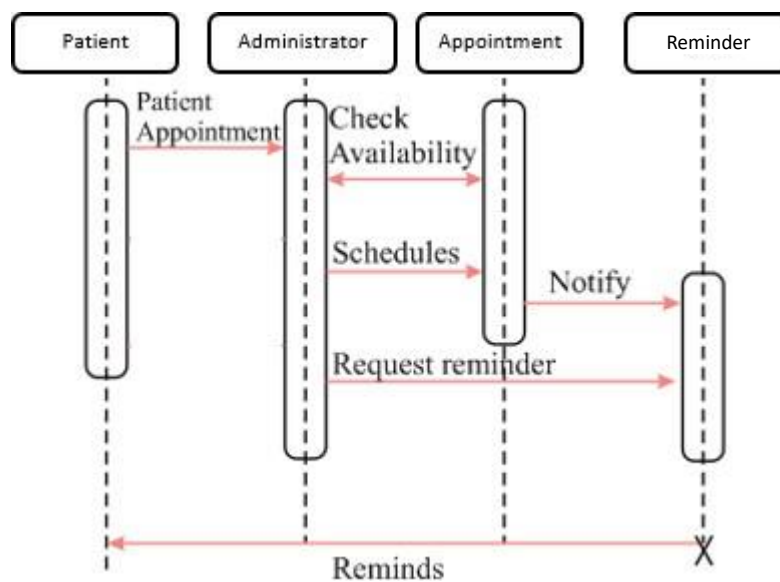 Patient
Administrator
Appointment
Reminder
Patient
Appointment
Check
Availability
Schedules
Notify
Request reminder
Reminds